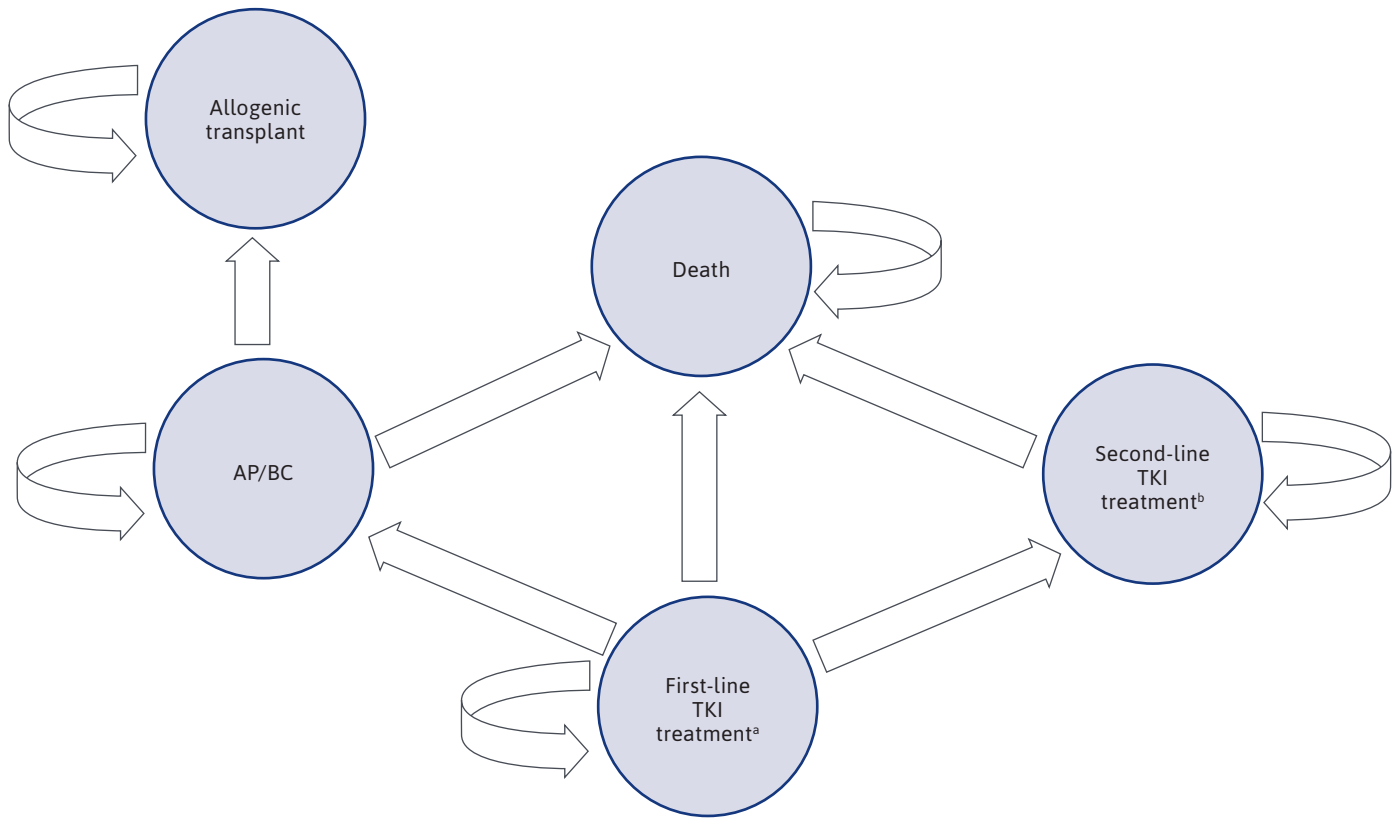 Allogenic
transplant
Death
AP/BC
Second-line
TKI
treatmentᵇ
First-line
TKI
treatmentᵃ